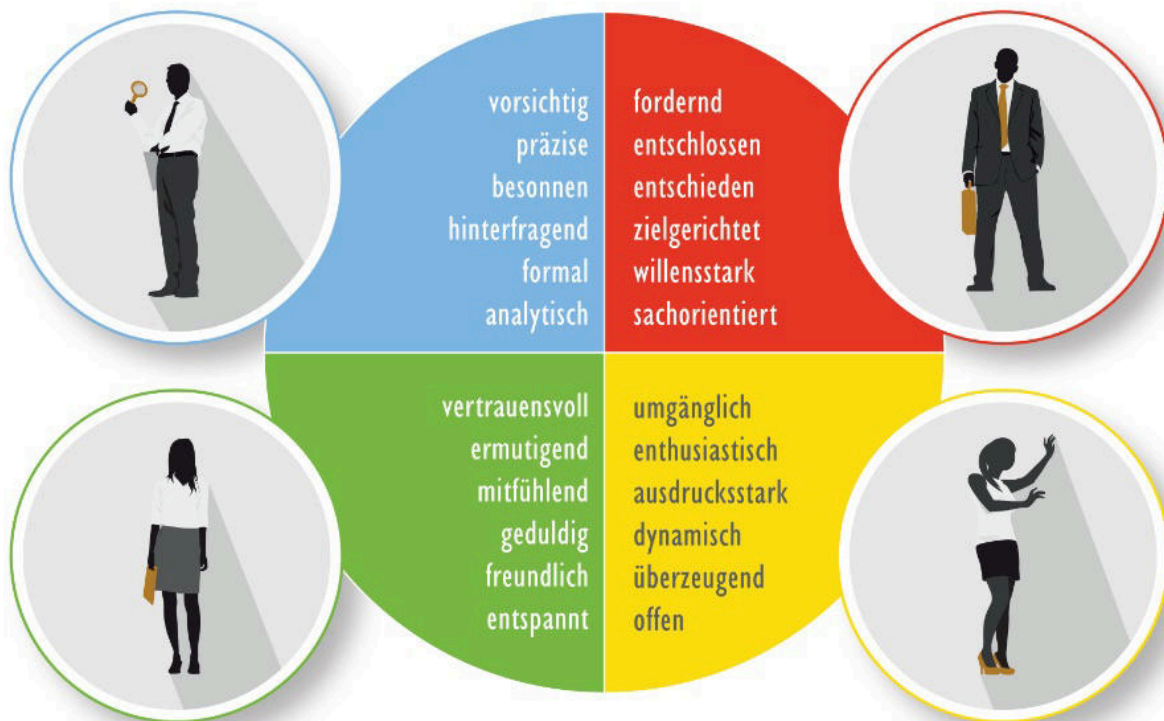 vorsichtig
präzise
besonnen
hinterfragend
formal
analytisch
fordernd
entschlossen
entschieden
zielgerichtet
willensstark
sachorientiert
vertrauensvoll
ermutigend
mitfühlend
geduldig
freundlich
entspannt
umgänglich
enthusiastisch
ausdrucksstark
dynamisch
überzeugend
offen